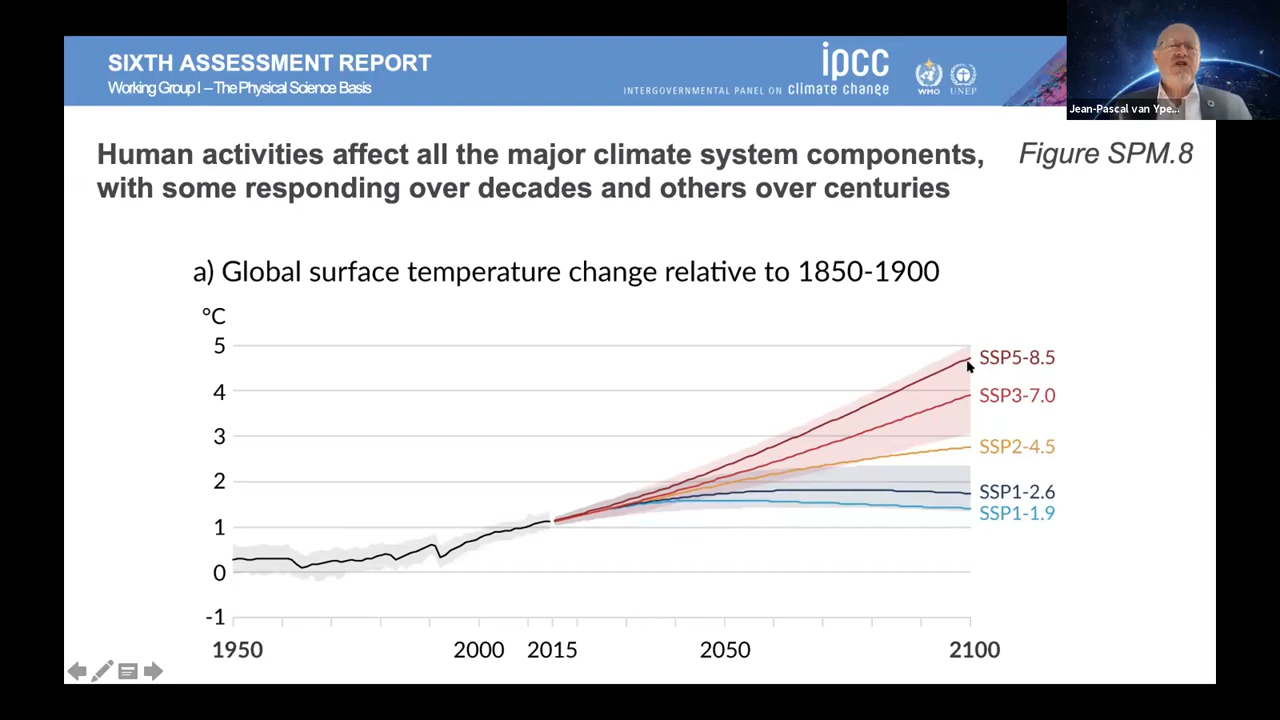 SIXTH ASSESSMENT REPORT
Working Group I – The Physical Science Basis
INTERGOVERNMENTAL PANEL ON climate change
ipcc
WMO
UNEP
Jean-Pascal van Ype...
Human activities affect all the major climate system components,
with some responding over decades and others over centuries
Figure SPM.8
a) Global surface temperature change relative to 1850-1900
°C
5
4
3
2
1
0
-1
SSP5-8.5
SSP3-7.0
SSP2-4.5
SSP1-2.6
SSP1-1.9
1950
2000
2015
2050
2100